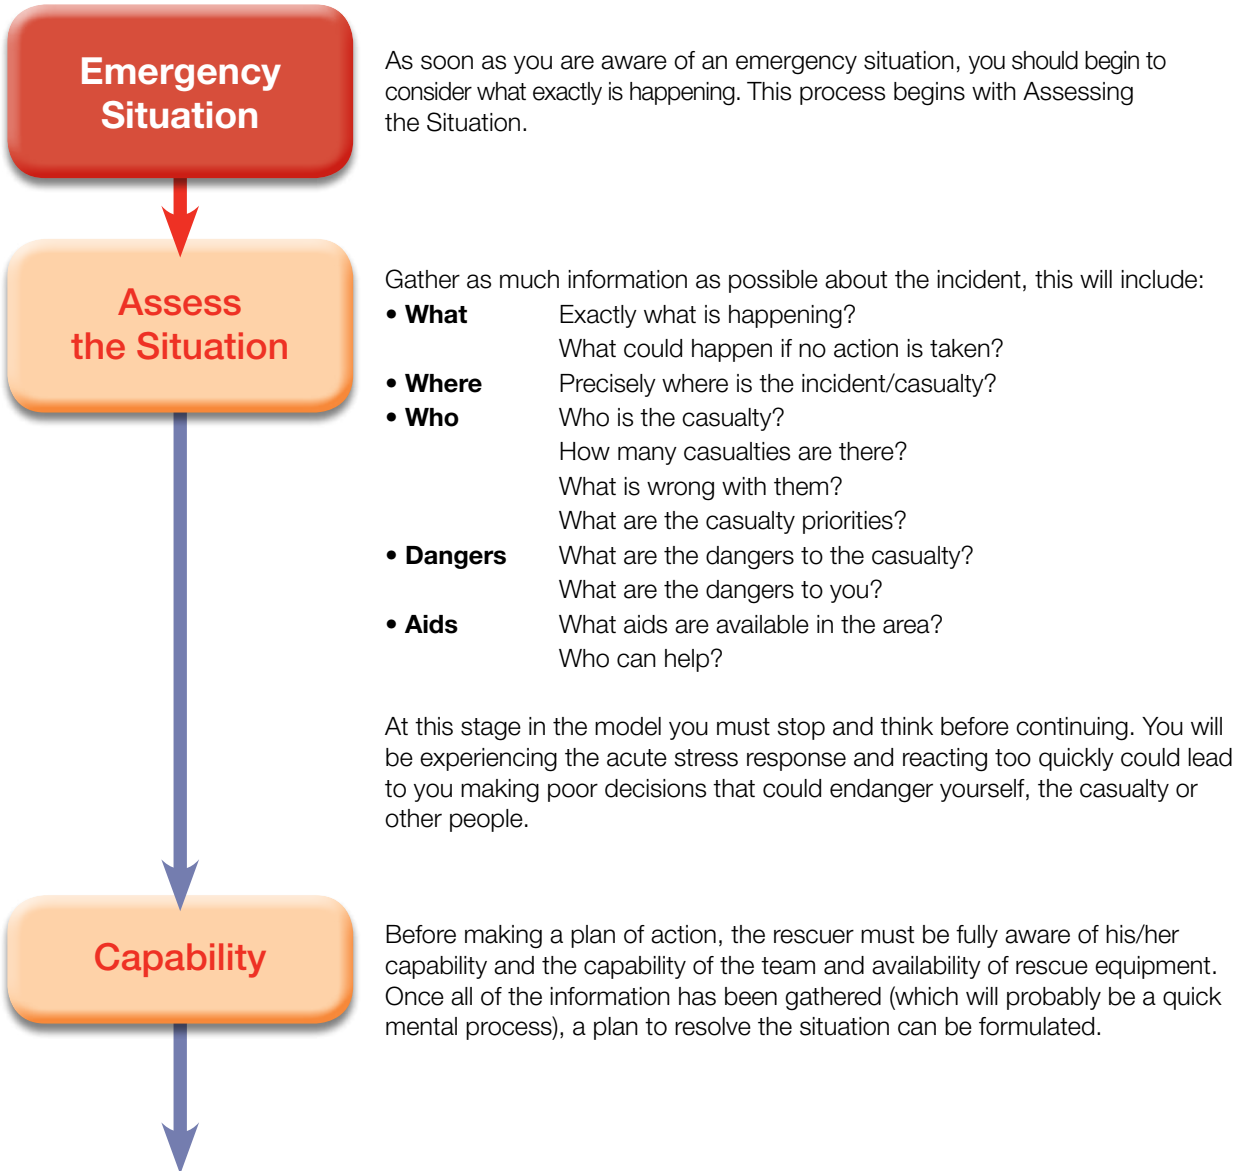 Emergency
Situation
As soon as you are aware of an emergency situation, you should begin to
consider what exactly is happening. This process begins with Assessing
the Situation.
Assess
the Situation
Gather as much information as possible about the incident, this will include:
• What Exactly what is happening?
What could happen if no action is taken?
• Where Precisely where is the incident/casualty?
• Who Who is the casualty?
How many casualties are there?
What is wrong with them?
What are the casualty priorities?
• Dangers What are the dangers to the casualty?
What are the dangers to you?
• Aids What aids are available in the area?
Who can help?
At this stage in the model you must stop and think before continuing. You will
be experiencing the acute stress response and reacting too quickly could lead
to you making poor decisions that could endanger yourself, the casualty or
other people.
Capability
Before making a plan of action, the rescuer must be fully aware of his/her
capability and the capability of the team and availability of rescue equipment.
Once all of the information has been gathered (which will probably be a quick
mental process), a plan to resolve the situation can be formulated.